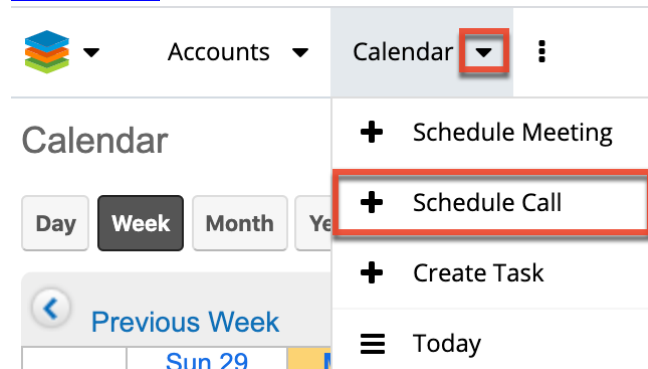 Accounts Calendar
Calendar
Schedule Meeting
Day Week Month
Schedule Call
Create Task
Previous Week
Today
Sun 29